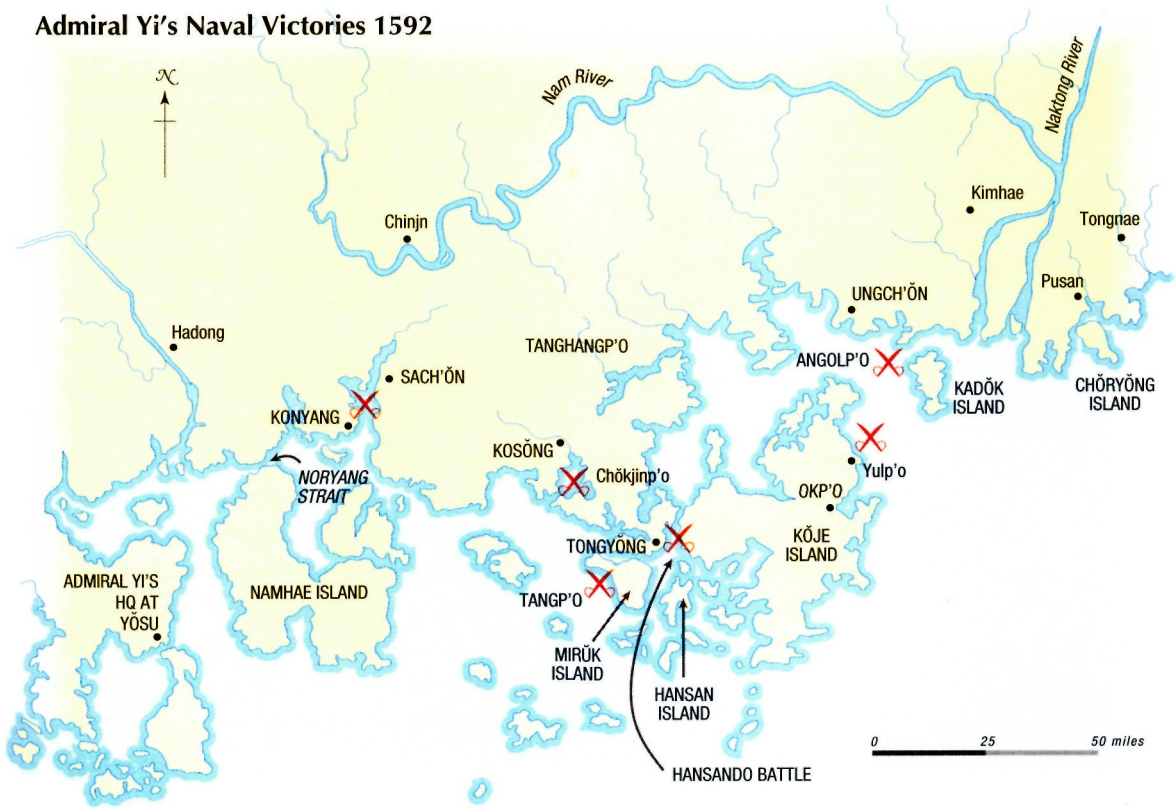 Admiral Yi's Naval Victories 1592
N
Nam River
Naktong River
Kimhae
Tongnae
Chinjn
Pusan
UNGCH'ŎN
Hadong
TANGHANGP'O
ANGOLP'O
SACH'ŎN
KADŎK
ISLAND
CHŎRYŎNG
ISLAND
KONYANG
KOSŎNG
Yulp'o
NORYANG
STRAIT
Chŏkjinp'o
OKP'O
KŎJE
ISLAND
TONGYŎNG
ADMIRAL YI'S
HQ AT
YŎSU
NAMHAE ISLAND
TANGP'O
MIRŬK
ISLAND
HANSAN
ISLAND
0 25 50 miles
HANSANDO BATTLE